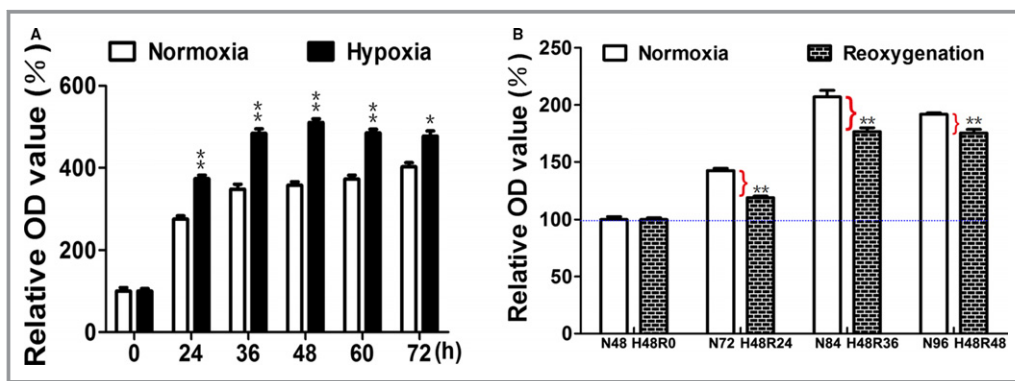 A
Normoxia Hypoxia
Relative OD value (%)
600
400
200
0
** ** ** ** *
0 24 36 48 60 72 (h)
B
Normoxia Reoxygenation
Relative OD value (%)
250
200
150
100
50
0
} ** } ** } **
N48 H48R0 N72 H48R24 N84 H48R36 N96 H48R48